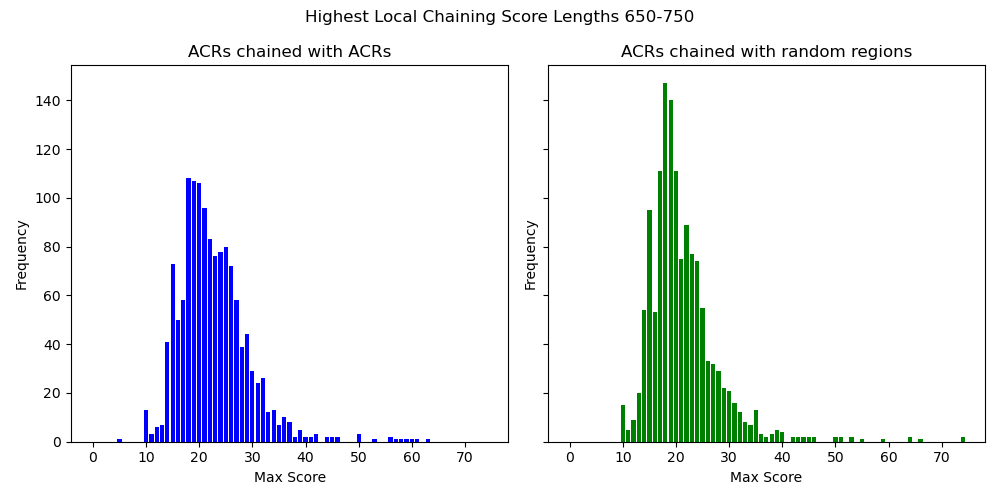 Highest Local Chaining Score Lengths 650-750
ACRs chained with ACRs
ACRs chained with random regions
Frequency
140
120
100
80
60
40
20
0
0 10 20 30 40 50 60 70
Max Score
Frequency
0 10 20 30 40 50 60 70
Max Score